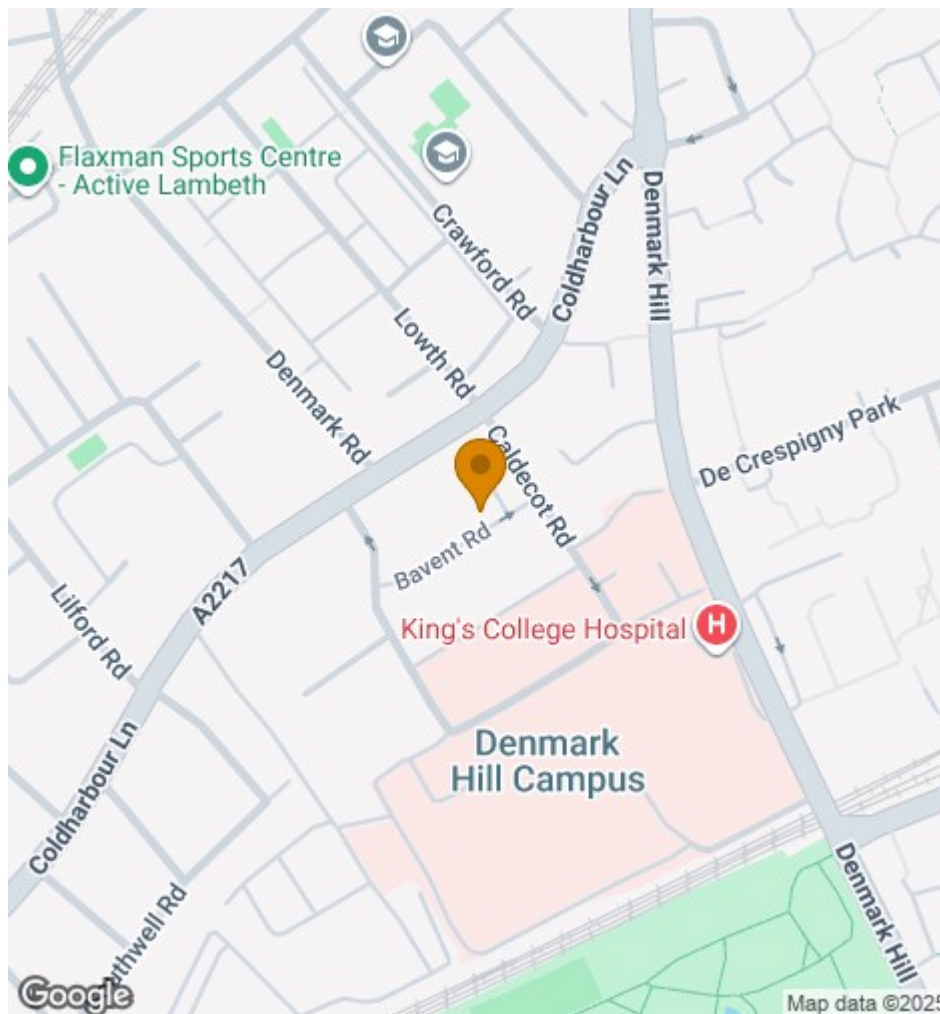 Flaxman Sports Centre
- Active Lambeth
Crawford Rd
Coldharbour Ln
Denmark Hill
Lowth Rd
Denmark Rd
Caldecot Rd
De Crespigny Park
Bavent Rd
A2217
Lilford Rd
King's College Hospital
H
Denmark
Hill Campus
Coldharbour Ln
Denmark Hill
Rd
Google
Map data ©2025